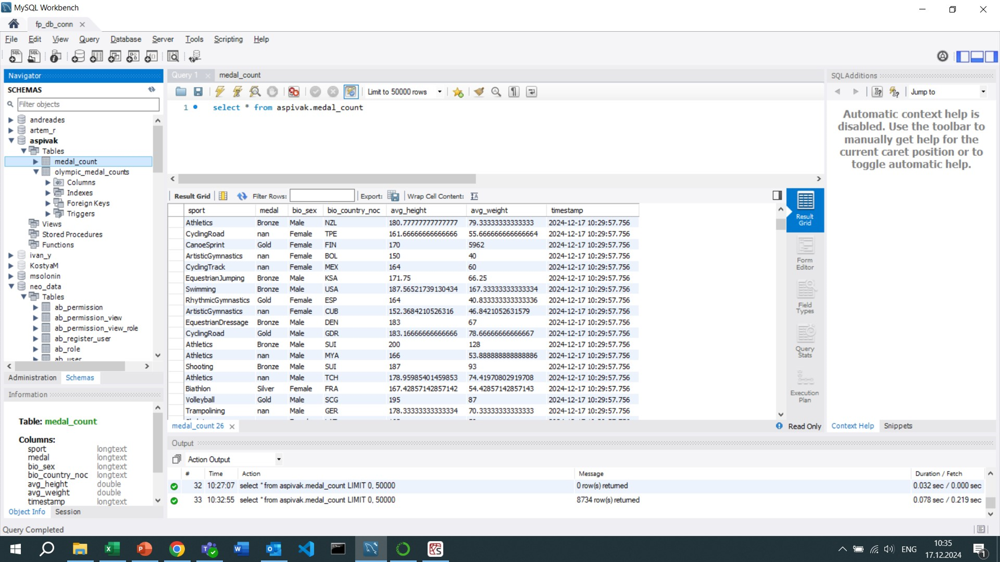 MySQL Workbench
fp_db_conn
File Edit View Query Database Server Tools Scripting Help
Navigator
SCHEMAS
Filter objects
andreades
artem_r
aspivak
Tables
medal_count
olympic_medal_counts
Columns
Indexes
Foreign Keys
Triggers
Views
Stored Procedures
Functions
ivan_y
KostyaM
msolonin
neo_data
Tables
ab_permission
ab_permission_view
ab_permission_view_role
ab_register_user
ab_role
ab_user
Administration Schemas
Information
Table: medal_count
Columns:
sport longtext
medal longtext
bio_sex longtext
bio_country_noc longtext
avg_height double
avg_weight double
timestamp longtext
Object Info Session
Query Completed
Query 1 medal_count
Limit to 50000 rows
1 select * from aspivak.medal_count
Result Grid Filter Rows: Export: Wrap Cell Content:
sport medal bio_sex bio_country_noc avg_height avg_weight timestamp
Athletics Bronze Male NZL 180.77777777777777 79.33333333333333 2024-12-17 10:29:57.756
CyclingRoad nan Female TPE 161.66666666666666 55.666666666666664 2024-12-17 10:29:57.756
CanoeSprint Gold Female FIN 170 5962 2024-12-17 10:29:57.756
ArtisticGymnastics nan Female BOL 150 40 2024-12-17 10:29:57.756
CyclingTrack nan Female MEX 164 60 2024-12-17 10:29:57.756
EquestrianJumping Bronze Male KSA 171.75 66.25 2024-12-17 10:29:57.756
Swimming Bronze Male USA 187.56521739130434 167.33333333333334 2024-12-17 10:29:57.756
RhythmicGymnastics Gold Female ESP 164 40.833333333333336 2024-12-17 10:29:57.756
ArtisticGymnastics nan Female CUB 152.3684210526316 46.8421052631579 2024-12-17 10:29:57.756
EquestrianDressage Bronze Male DEN 183 67 2024-12-17 10:29:57.756
CyclingRoad Gold Male GDR 183.16666666666666 78.66666666666667 2024-12-17 10:29:57.756
Athletics Bronze Male SUI 200 128 2024-12-17 10:29:57.756
Athletics nan Male MYA 166 53.888888888888886 2024-12-17 10:29:57.756
Shooting Bronze Male SUI 187 93 2024-12-17 10:29:57.756
Athletics nan Male TCH 178.95985401459853 74.41970802919708 2024-12-17 10:29:57.756
Biathlon Silver Female FRA 167.42857142857142 54.42857142857143 2024-12-17 10:29:57.756
Volleyball Gold Male SCG 195 87 2024-12-17 10:29:57.756
Trampolining nan Male GER 178.33333333333334 70.33333333333333 2024-12-17 10:29:57.756
medal_count 26
Read Only
Result
Grid
Form
Editor
Field
Types
Query
Stats
Execution
Plan
SQLAdditions
Jump to
Automatic context help is
disabled. Use the toolbar to
manually get help for the
current caret position or to
toggle automatic help.
Context Help Snippets
Output
Action Output
# Time Action Message Duration / Fetch
32 10:27:07 select * from aspivak.medal_count LIMIT 0, 50000 0 row(s) returned 0.032 sec / 0.000 sec
33 10:32:55 select * from aspivak.medal_count LIMIT 0, 50000 8734 row(s) returned 0.078 sec / 0.219 sec
ENG
10:35
17.12.2024
1